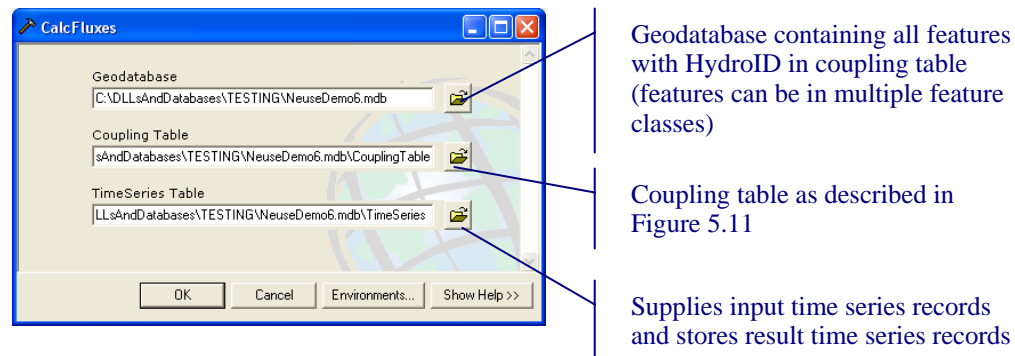 CalcFluxes
Geodatabase
C:\DLLsAndDatabases\TESTING\NeuseDemo6.mdb
Coupling Table
sAndDatabases\TESTING\NeuseDemo6.mdb\CouplingTable
TimeSeries Table
LLsAndDatabases\TESTING\NeuseDemo6.mdb\TimeSeries
OK
Cancel
Environments...
Show Help >>
Geodatabase containing all features
with HydroID in coupling table
(features can be in multiple feature
classes)
Coupling table as described in
Figure 5.11
Supplies input time series records
and stores result time series records